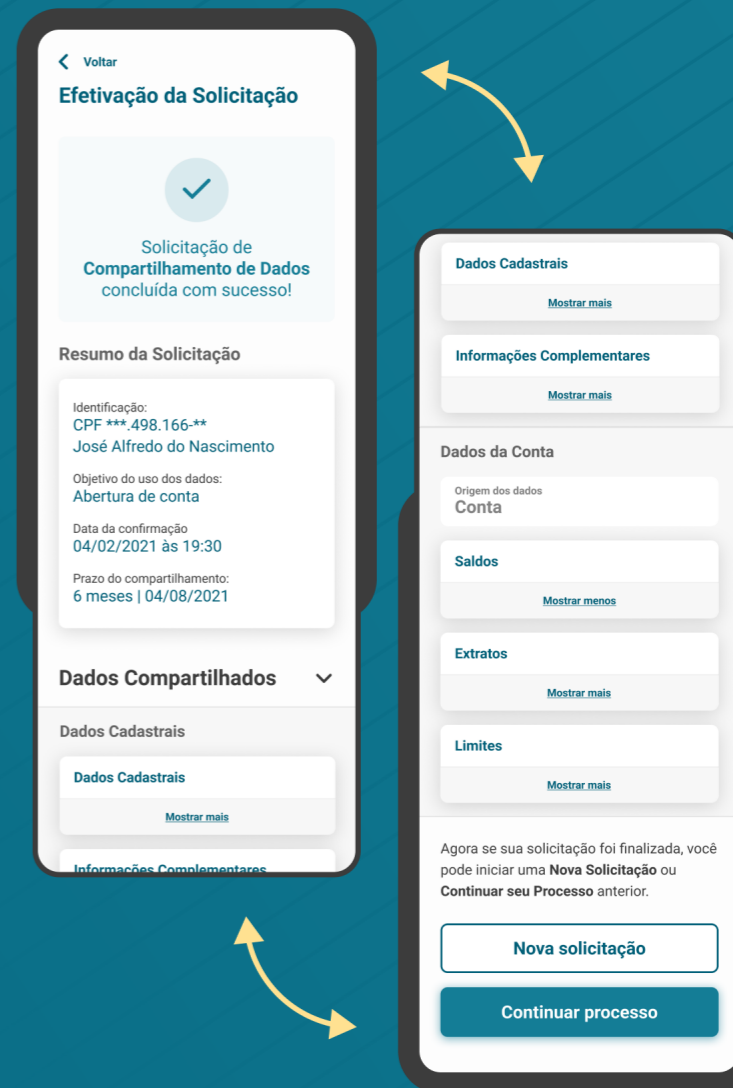 Voltar
Efetivação da Solicitação
Solicitação de
Compartilhamento de Dados
concluída com sucesso!
Resumo da Solicitação
Identificação:
CPF ***.498.166-**
José Alfredo do Nascimento
Objetivo do uso dos dados:
Abertura de conta
Data da confirmação
04/02/2021 às 19:30
Prazo do compartilhamento:
6 meses | 04/08/2021
Dados Compartilhados
Dados Cadastrais
Dados Cadastrais
Mostrar mais
Informações Complementares
Dados Cadastrais
Mostrar mais
Informações Complementares
Mostrar mais
Dados da Conta
Origem dos dados
Conta
Saldos
Mostrar menos
Extratos
Mostrar mais
Limites
Mostrar mais
Agora se sua solicitação foi finalizada, você
pode iniciar uma Nova Solicitação ou
Continuar seu Processo anterior.
Nova solicitação
Continuar processo